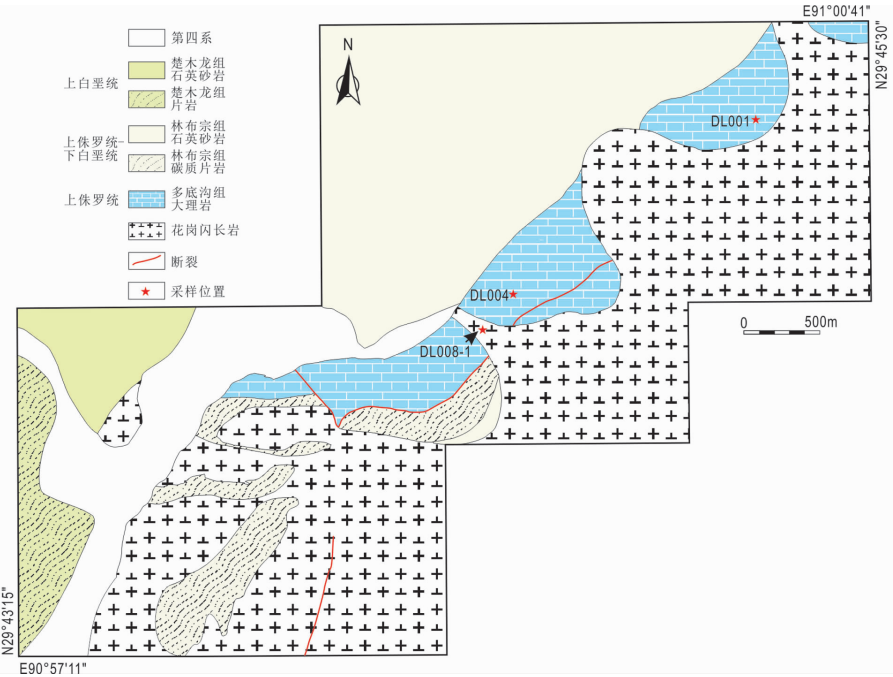 E91°00'41"
N29°45'30"
N
第四系
上白垩统
楚木龙组
石英砂岩
楚木龙组
片岩
上侏罗统-
下白垩统
林布宗组
石英砂岩
林布宗组
碳质片岩
上侏罗统
多底沟组
大理岩
花岗闪长岩
断裂
采样位置
DL001
DL004
DL008-1
0
500m
N29°43'15"
E90°57'11"